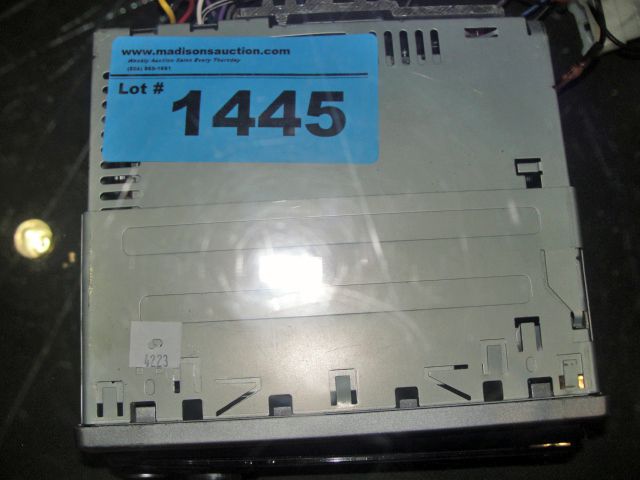 www.madisonsauction.com
Weekly Auction Sales Every Thursday
Lot # 1445
4223